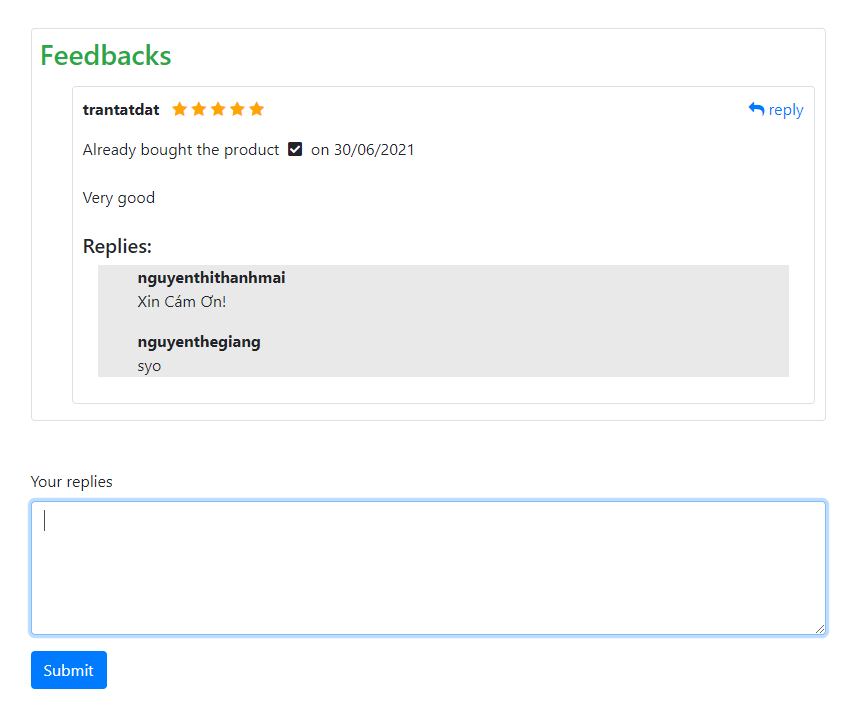 Feedbacks
trantatdat reply
Already bought the product on 30/06/2021
Very good
Replies:
nguyenthithanhmai
Xin Cám Ơn!
nguyenthegiang
syo
Your replies
Submit